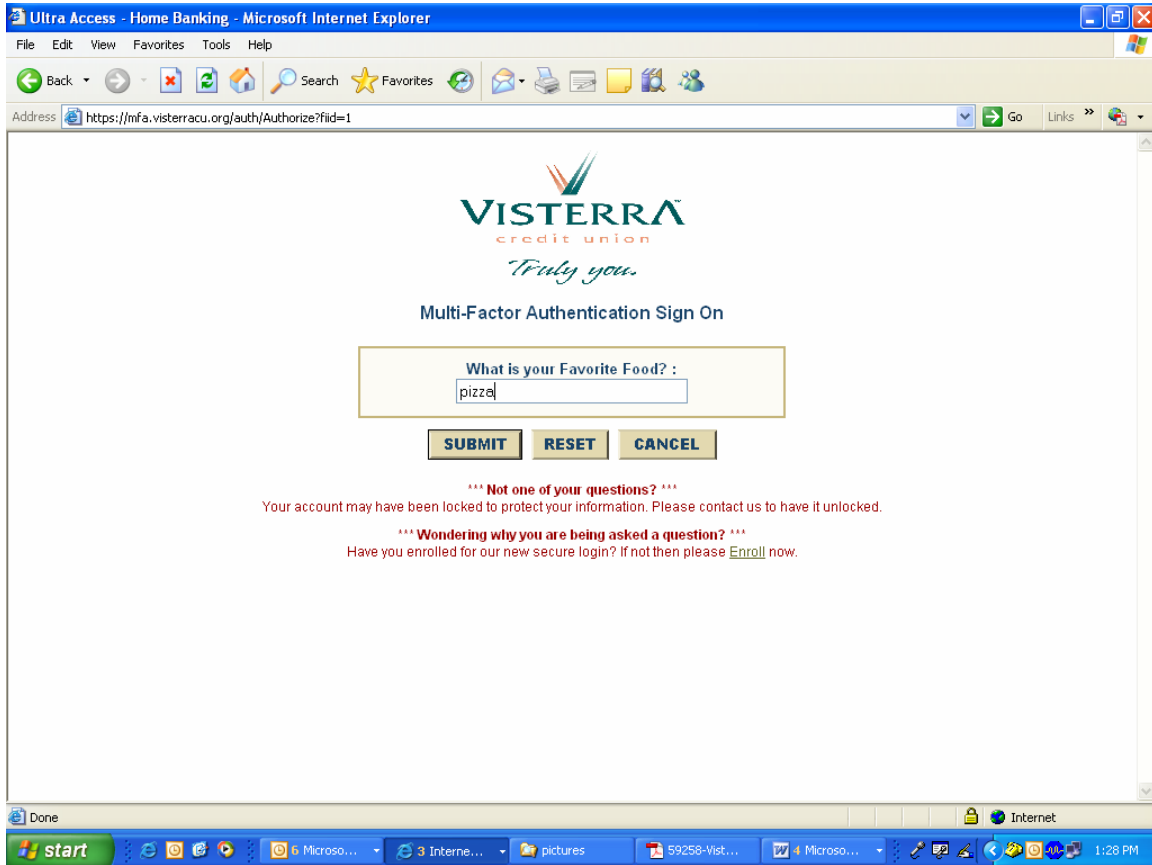 Ultra Access - Home Banking - Microsoft Internet Explorer
File Edit View Favorites Tools Help
Back Search Favorites
Address https://mfa.visterracu.org/auth/Authorize?fiid=1 Go Links »
VISTERRA™
credit union
Truly you.
Multi-Factor Authentication Sign On
What is your Favorite Food? :
pizza
SUBMIT RESET CANCEL
*** Not one of your questions? ***
Your account may have been locked to protect your information. Please contact us to have it unlocked.
*** Wondering why you are being asked a question? ***
Have you enrolled for our new secure login? If not then please Enroll now.
Done Internet
start 6 Microso... 3 Interne... pictures 59258-Vist... 4 Microso... 1:28 PM